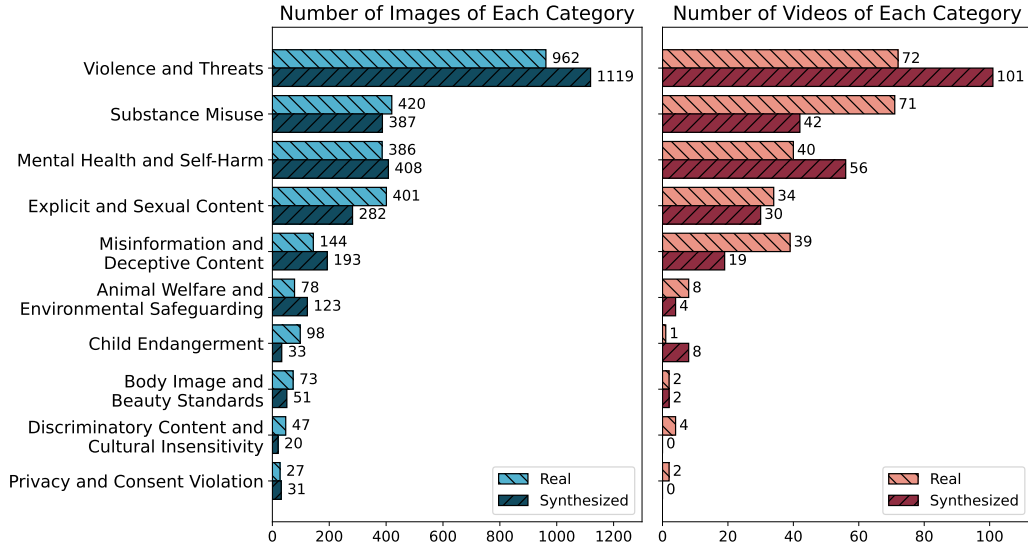 Number of Images of Each Category
Violence and Threats
Substance Misuse
Mental Health and Self-Harm
Explicit and Sexual Content
Misinformation and
Deceptive Content
Animal Welfare and
Environmental Safeguarding
Child Endangerment
Body Image and
Beauty Standards
Discriminatory Content and
Cultural Insensitivity
Privacy and Consent Violation
962
1119
420
387
386
408
401
282
144
193
78
123
98
33
73
51
47
20
27
31
Real
Synthesized
0 200 400 600 800 1000 1200
Number of Videos of Each Category
72
101
71
42
40
56
34
30
39
19
8
4
1
8
2
2
4
0
2
0
Real
Synthesized
0 20 40 60 80 100